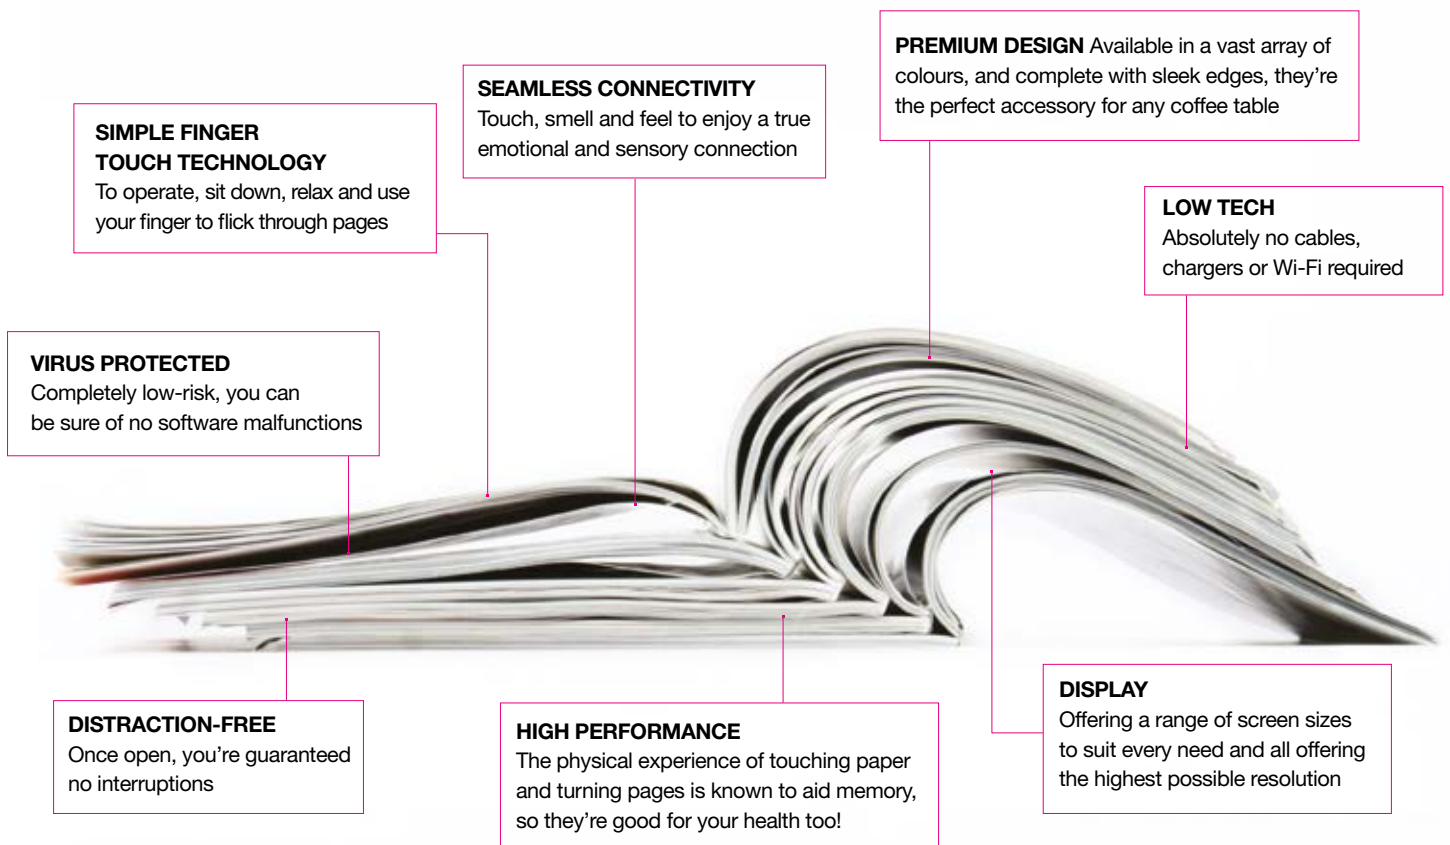 PREMIUM DESIGN Available in a vast array of
colours, and complete with sleek edges, they're
the perfect accessory for any coffee table
SEAMLESS CONNECTIVITY
Touch, smell and feel to enjoy a true
emotional and sensory connection
SIMPLE FINGER
TOUCH TECHNOLOGY
To operate, sit down, relax and use
your finger to flick through pages
LOW TECH
Absolutely no cables,
chargers or Wi-Fi required
VIRUS PROTECTED
Completely low-risk, you can
be sure of no software malfunctions
DISTRACTION-FREE
Once open, you're guaranteed
no interruptions
HIGH PERFORMANCE
The physical experience of touching paper
and turning pages is known to aid memory,
so they're good for your health too!
DISPLAY
Offering a range of screen sizes
to suit every need and all offering
the highest possible resolution